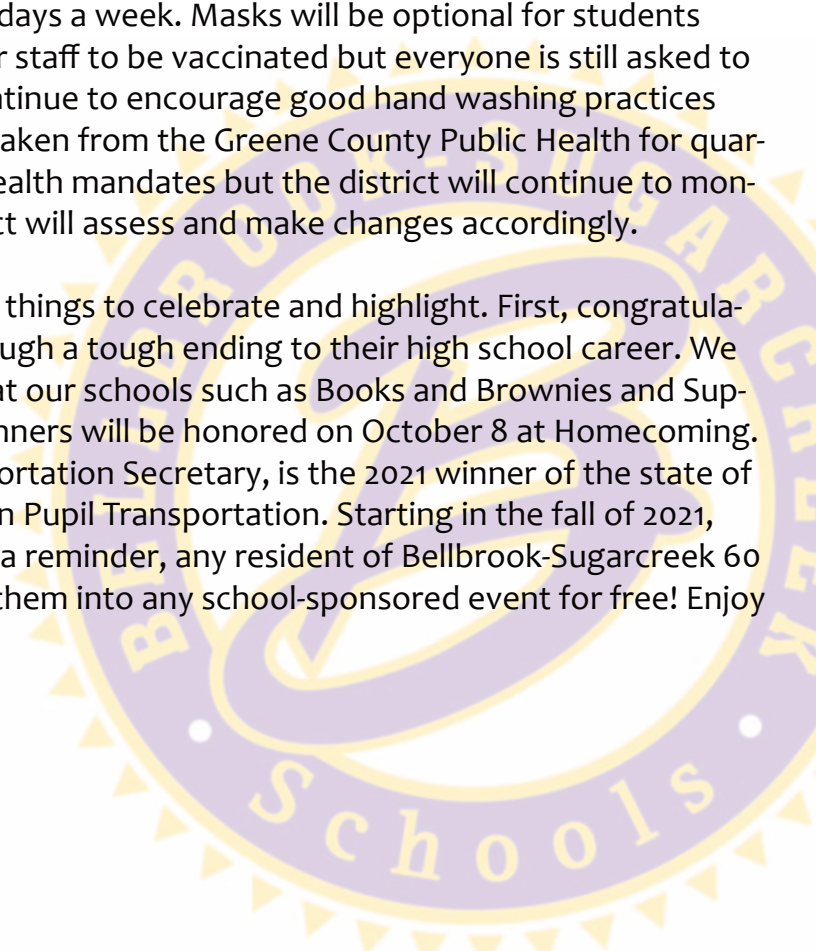 days a week. Masks will be optional for students
r staff to be vaccinated but everyone is still asked to
ntinue to encourage good hand washing practices
aken from the Greene County Public Health for quar-
ealth mandates but the district will continue to mon-
ct will assess and make changes accordingly.
things to celebrate and highlight. First, congratula-
ugh a tough ending to their high school career. We
at our schools such as Books and Brownies and Sup-
nners will be honored on October 8 at Homecoming.
ortation Secretary, is the 2021 winner of the state of
n Pupil Transportation. Starting in the fall of 2021,
a reminder, any resident of Bellbrook-Sugarcreek 60
them into any school-sponsored event for free! Enjoy
BELLBROOK-SUGARCREEK
B
Schools